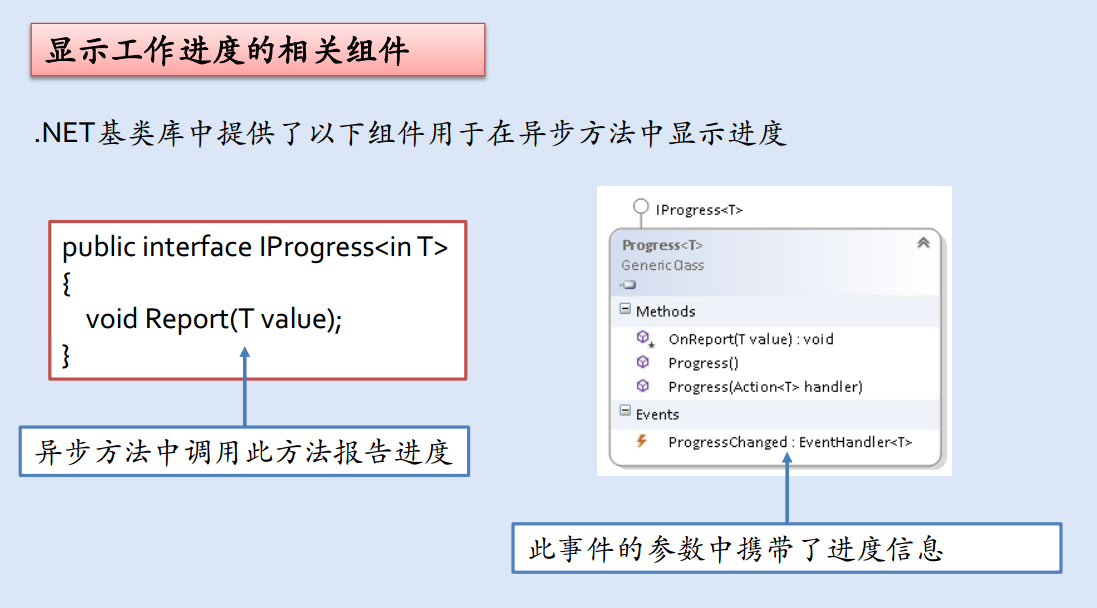 显示工作进度的相关组件
.NET基类库中提供了以下组件用于在异步方法中显示进度
public interface IProgress<in T>
{
void Report(T value);
}
异步方法中调用此方法报告进度
IProgress<T>
Progress<T>
Generic Class
Methods
OnReport(T value) : void
Progress()
Progress(Action<T> handler)
Events
ProgressChanged : EventHandler<T>
此事件的参数中携带了进度信息